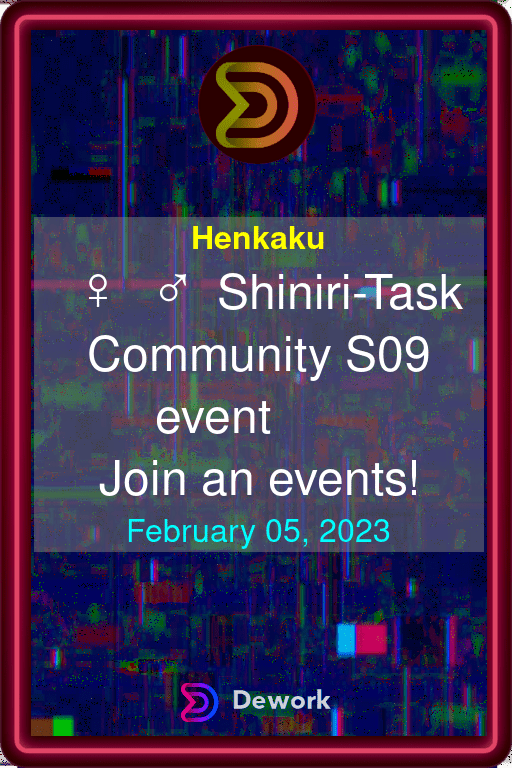 Henkaku
♀ ♂ Shiniri-Task
Community S09
event
Join an events!
February 05, 2023
Dework